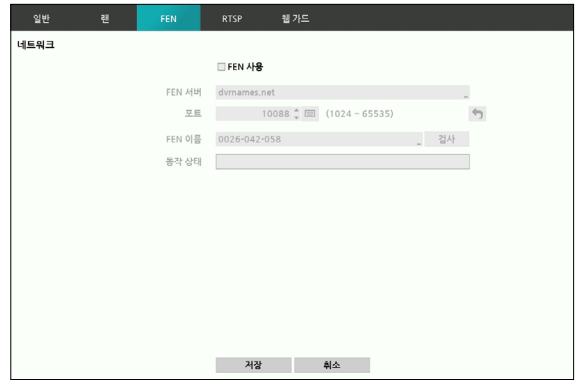 일반 랜 FEN RTSP 웹 가드
네트워크
FEN 사용
FEN 서버 dvrnames.net
포트 10088 (1024 ~ 65535)
FEN 이름 0026-042-058 검사
동작 상태
저장 취소